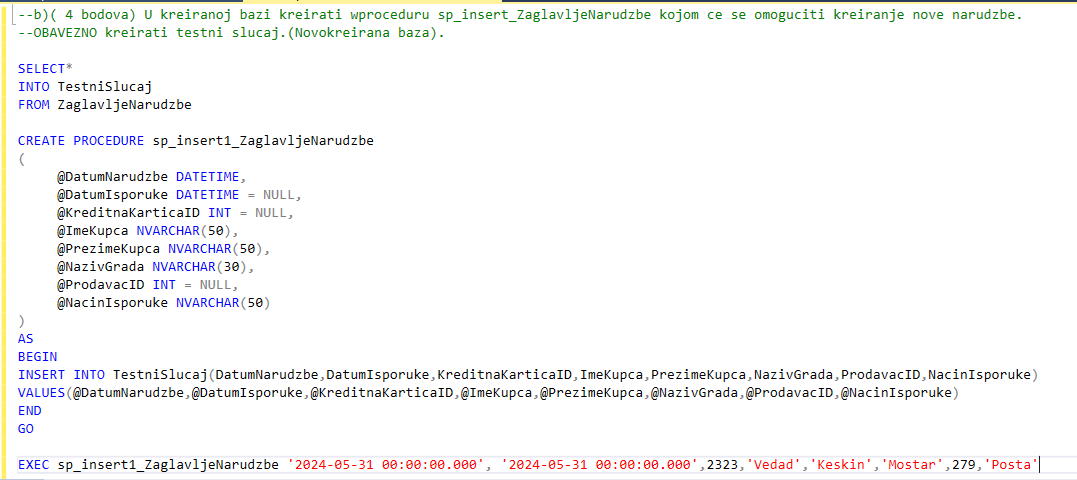 --b)( 4 bodova) U kreiranoj bazi kreirati wproceduru sp_insert_ZaglavljeNarudzbe kojom ce se omoguciti kreiranje nove narudzbe.
--OBAVEZNO kreirati testni slucaj.(Novokreirana baza).
SELECT*
INTO TestniSlucaj
FROM ZaglavljeNarudzbe
CREATE PROCEDURE sp_insert1_ZaglavljeNarudzbe
(
@DatumNarudzbe DATETIME,
@DatumIsporuke DATETIME = NULL,
@KreditnaKarticaID INT = NULL,
@ImeKupca NVARCHAR(50),
@PrezimeKupca NVARCHAR(50),
@NazivGrada NVARCHAR(30),
@ProdavacID INT = NULL,
@NacinIsporuke NVARCHAR(50)
)
AS
BEGIN
INSERT INTO TestniSlucaj(DatumNarudzbe,DatumIsporuke,KreditnaKarticaID,ImeKupca,PrezimeKupca,NazivGrada,ProdavacID,NacinIsporuke)
VALUES(@DatumNarudzbe,@DatumIsporuke,@KreditnaKarticaID,@ImeKupca,@PrezimeKupca,@NazivGrada,@ProdavacID,@NacinIsporuke)
END
GO
EXEC sp_insert1_ZaglavljeNarudzbe '2024-05-31 00:00:00.000', '2024-05-31 00:00:00.000',2323,'Vedad','Keskin','Mostar',279,'Posta'